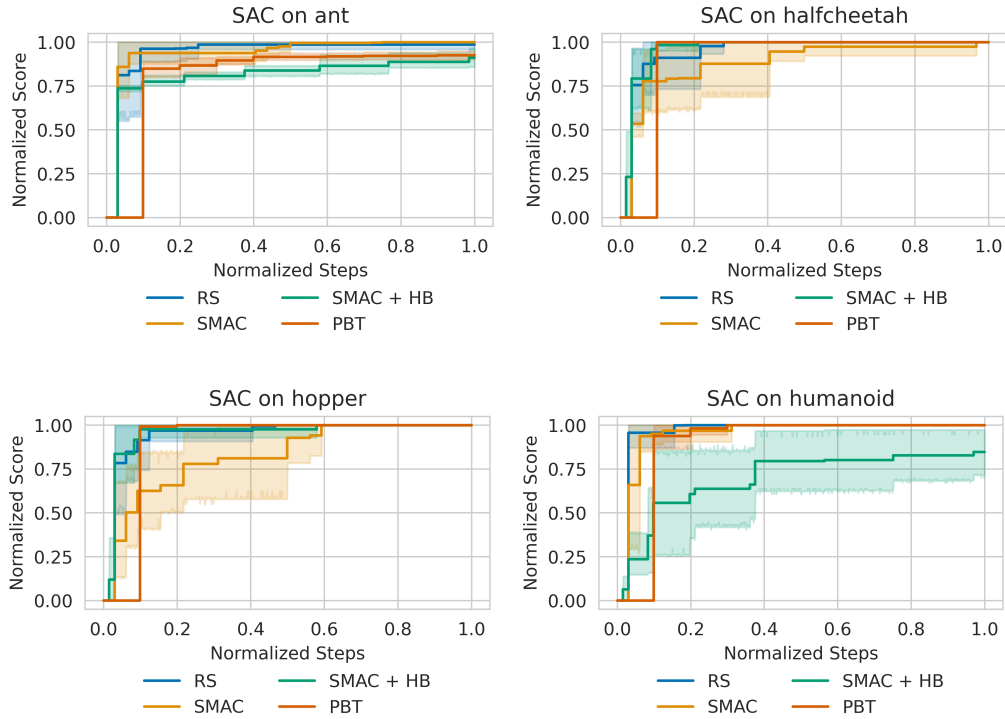 SAC on ant
Normalized Score
1.00
0.75
0.50
0.25
0.00
0.0 0.2 0.4 0.6 0.8 1.0
Normalized Steps
RS SMAC + HB
SMAC PBT
SAC on halfcheetah
Normalized Score
1.00
0.75
0.50
0.25
0.00
0.0 0.2 0.4 0.6 0.8 1.0
Normalized Steps
RS SMAC + HB
SMAC PBT
SAC on hopper
Normalized Score
1.00
0.75
0.50
0.25
0.00
0.0 0.2 0.4 0.6 0.8 1.0
Normalized Steps
RS SMAC + HB
SMAC PBT
SAC on humanoid
Normalized Score
1.00
0.75
0.50
0.25
0.00
0.0 0.2 0.4 0.6 0.8 1.0
Normalized Steps
RS SMAC + HB
SMAC PBT